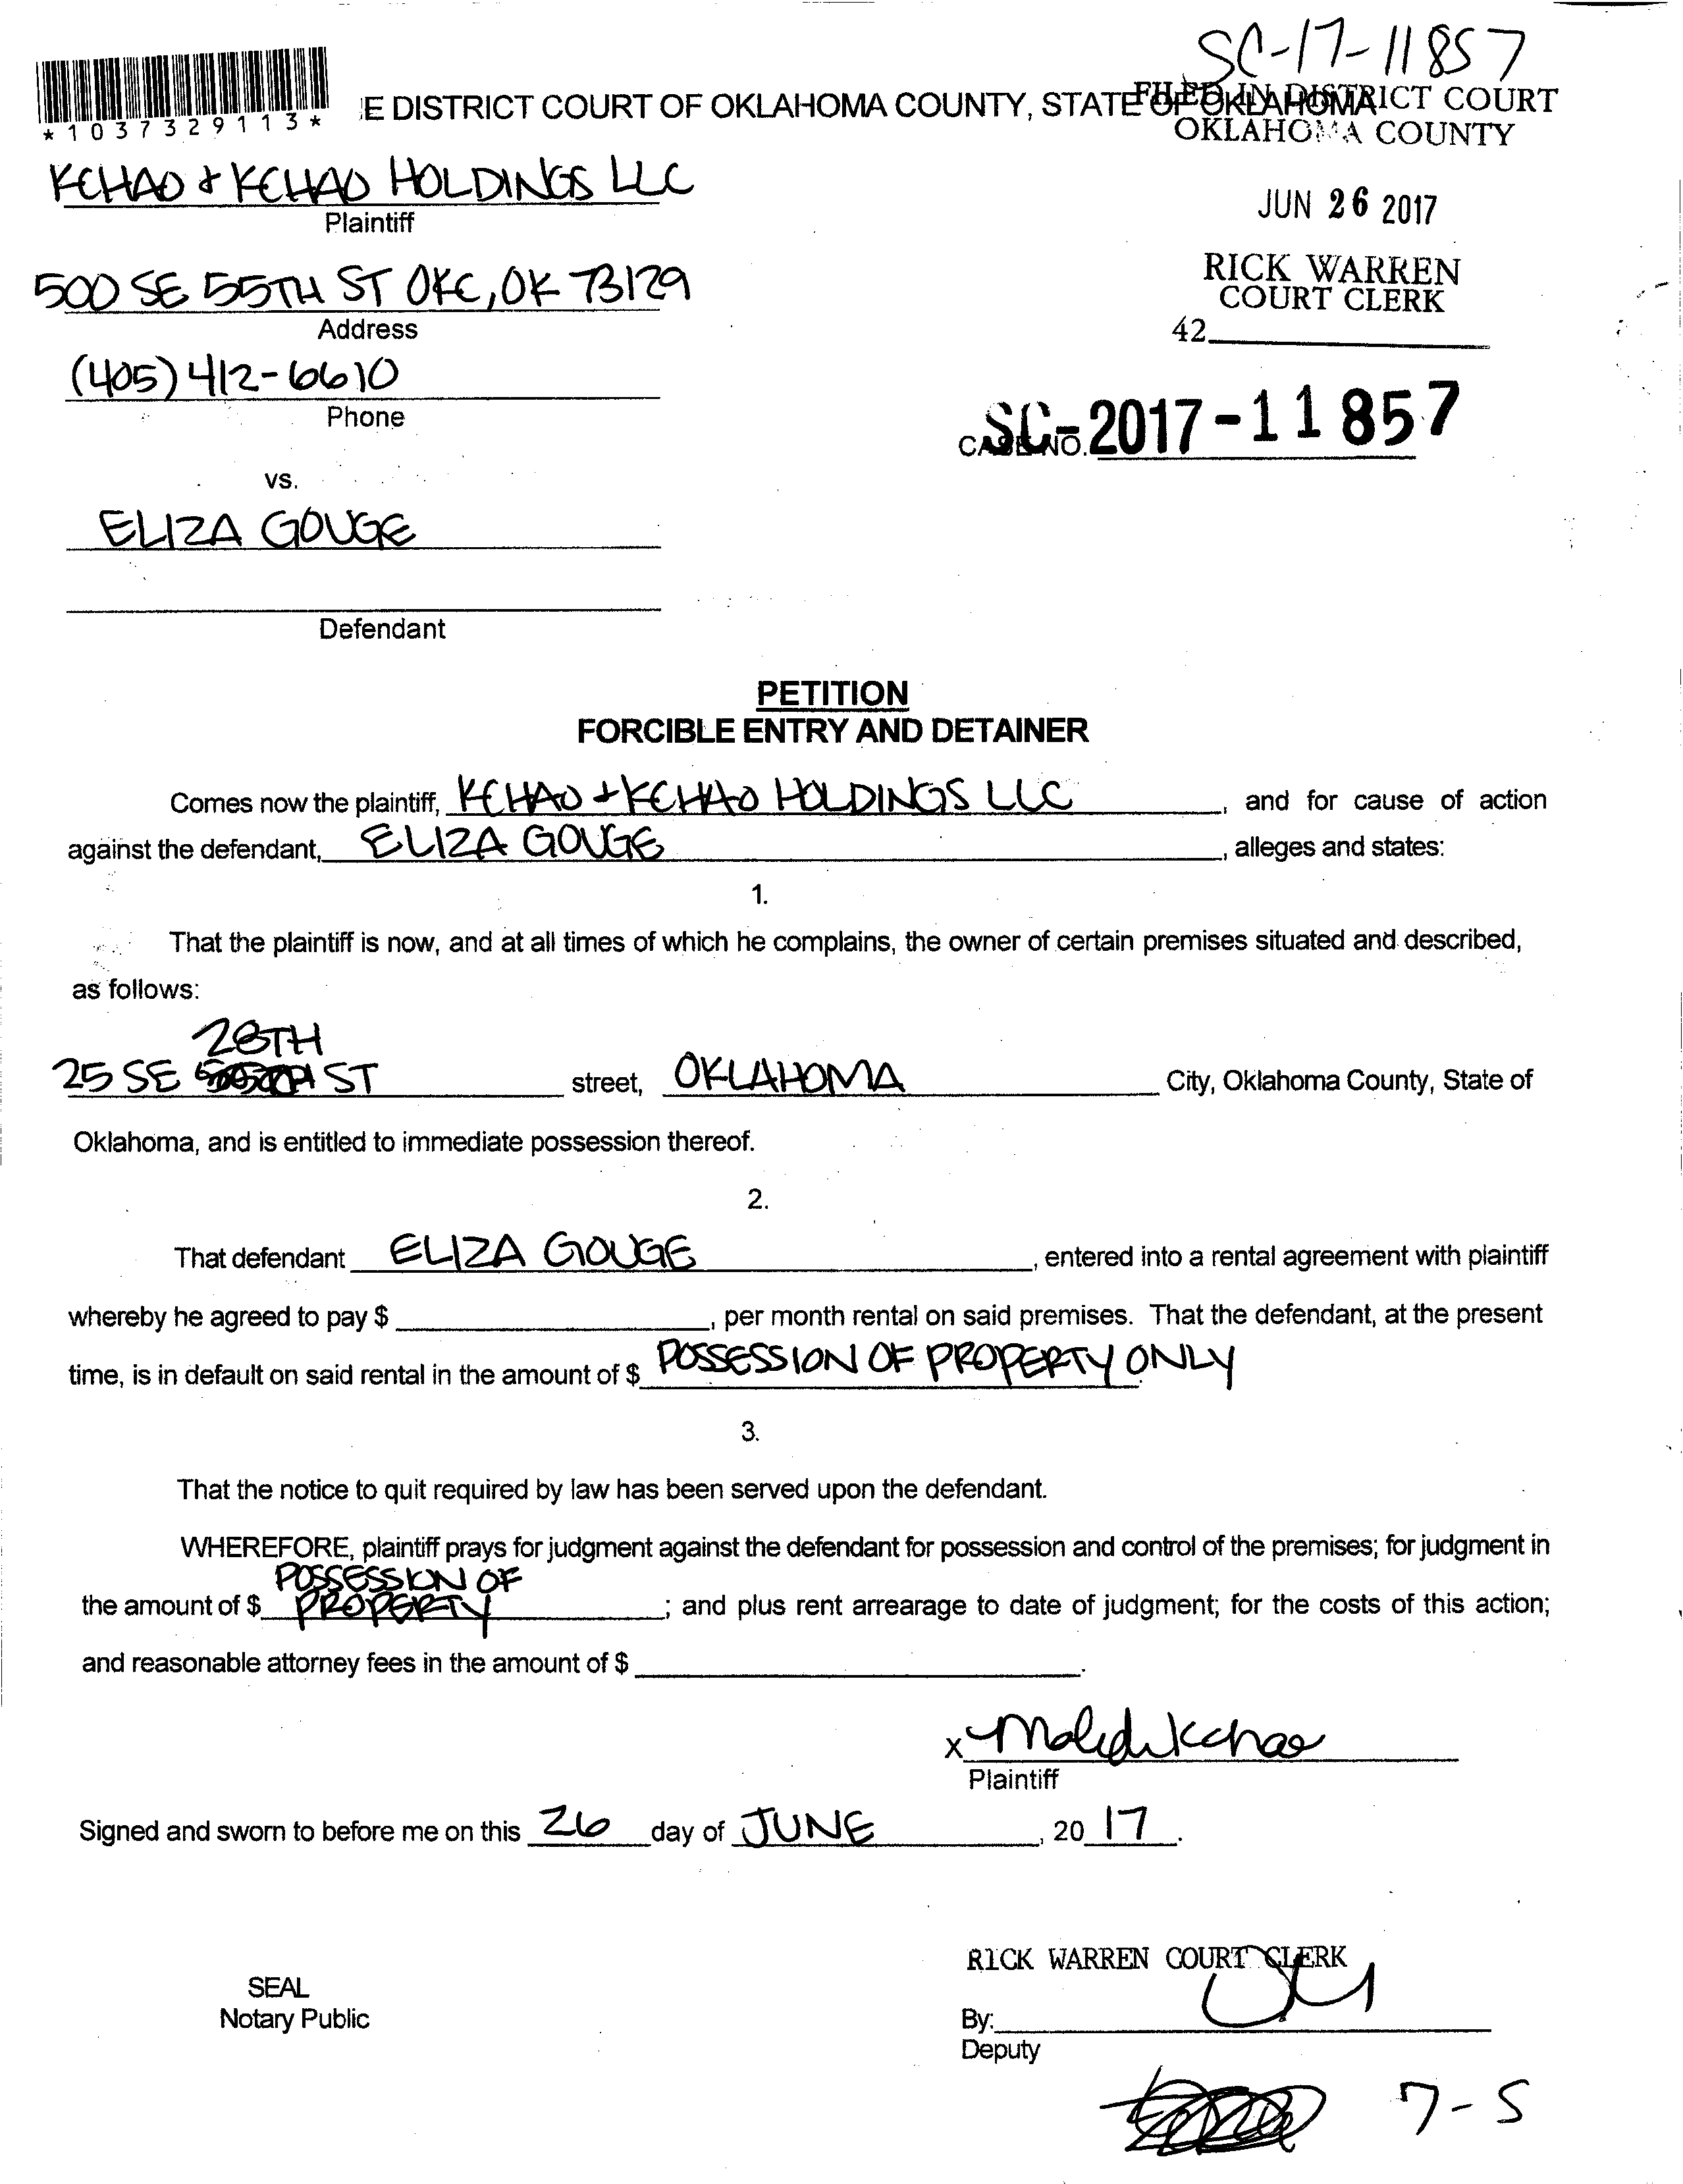 SC-17-11857
*1037329113*
E DISTRICT COURT OF OKLAHOMA COUNTY, STATE OF OKLAHOMA
FILED IN DISTRICT COURT
OKLAHOMA COUNTY
KCHAO & KCHAO HOLDINGS LLC
Plaintiff
JUN 26 2017
500 SE 55TH ST OKC, OK 73129
Address
RICK WARREN
COURT CLERK
42
(405) 412-6610
Phone
CASE NO. SC-2017-11857
vs.
ELIZA GOUGE
Defendant
PETITION
FORCIBLE ENTRY AND DETAINER
Comes now the plaintiff, KCHAO & KCHAO HOLDINGS LLC, and for cause of action
against the defendant, ELIZA GOUGE, alleges and states:
1.
That the plaintiff is now, and at all times of which he complains, the owner of certain premises situated and described,
as follows:
28TH
25 SE ST street, OKLAHOMA City, Oklahoma County, State of
Oklahoma, and is entitled to immediate possession thereof.
2.
That defendant ELIZA GOUGE, entered into a rental agreement with plaintiff
whereby he agreed to pay $ , per month rental on said premises. That the defendant, at the present
time, is in default on said rental in the amount of $ POSSESSION OF PROPERTY ONLY.
3.
That the notice to quit required by law has been served upon the defendant.
WHEREFORE, plaintiff prays for judgment against the defendant for possession and control of the premises; for judgment in
POSSESSION OF
the amount of $ PROPERTY; and plus rent arrearage to date of judgment; for the costs of this action;
and reasonable attorney fees in the amount of $ .
x Kchao
Plaintiff
Signed and sworn to before me on this 26 day of JUNE, 20 17.
RICK WARREN COURT CLERK
SEAL
Notary Public
By:
Deputy
7-5